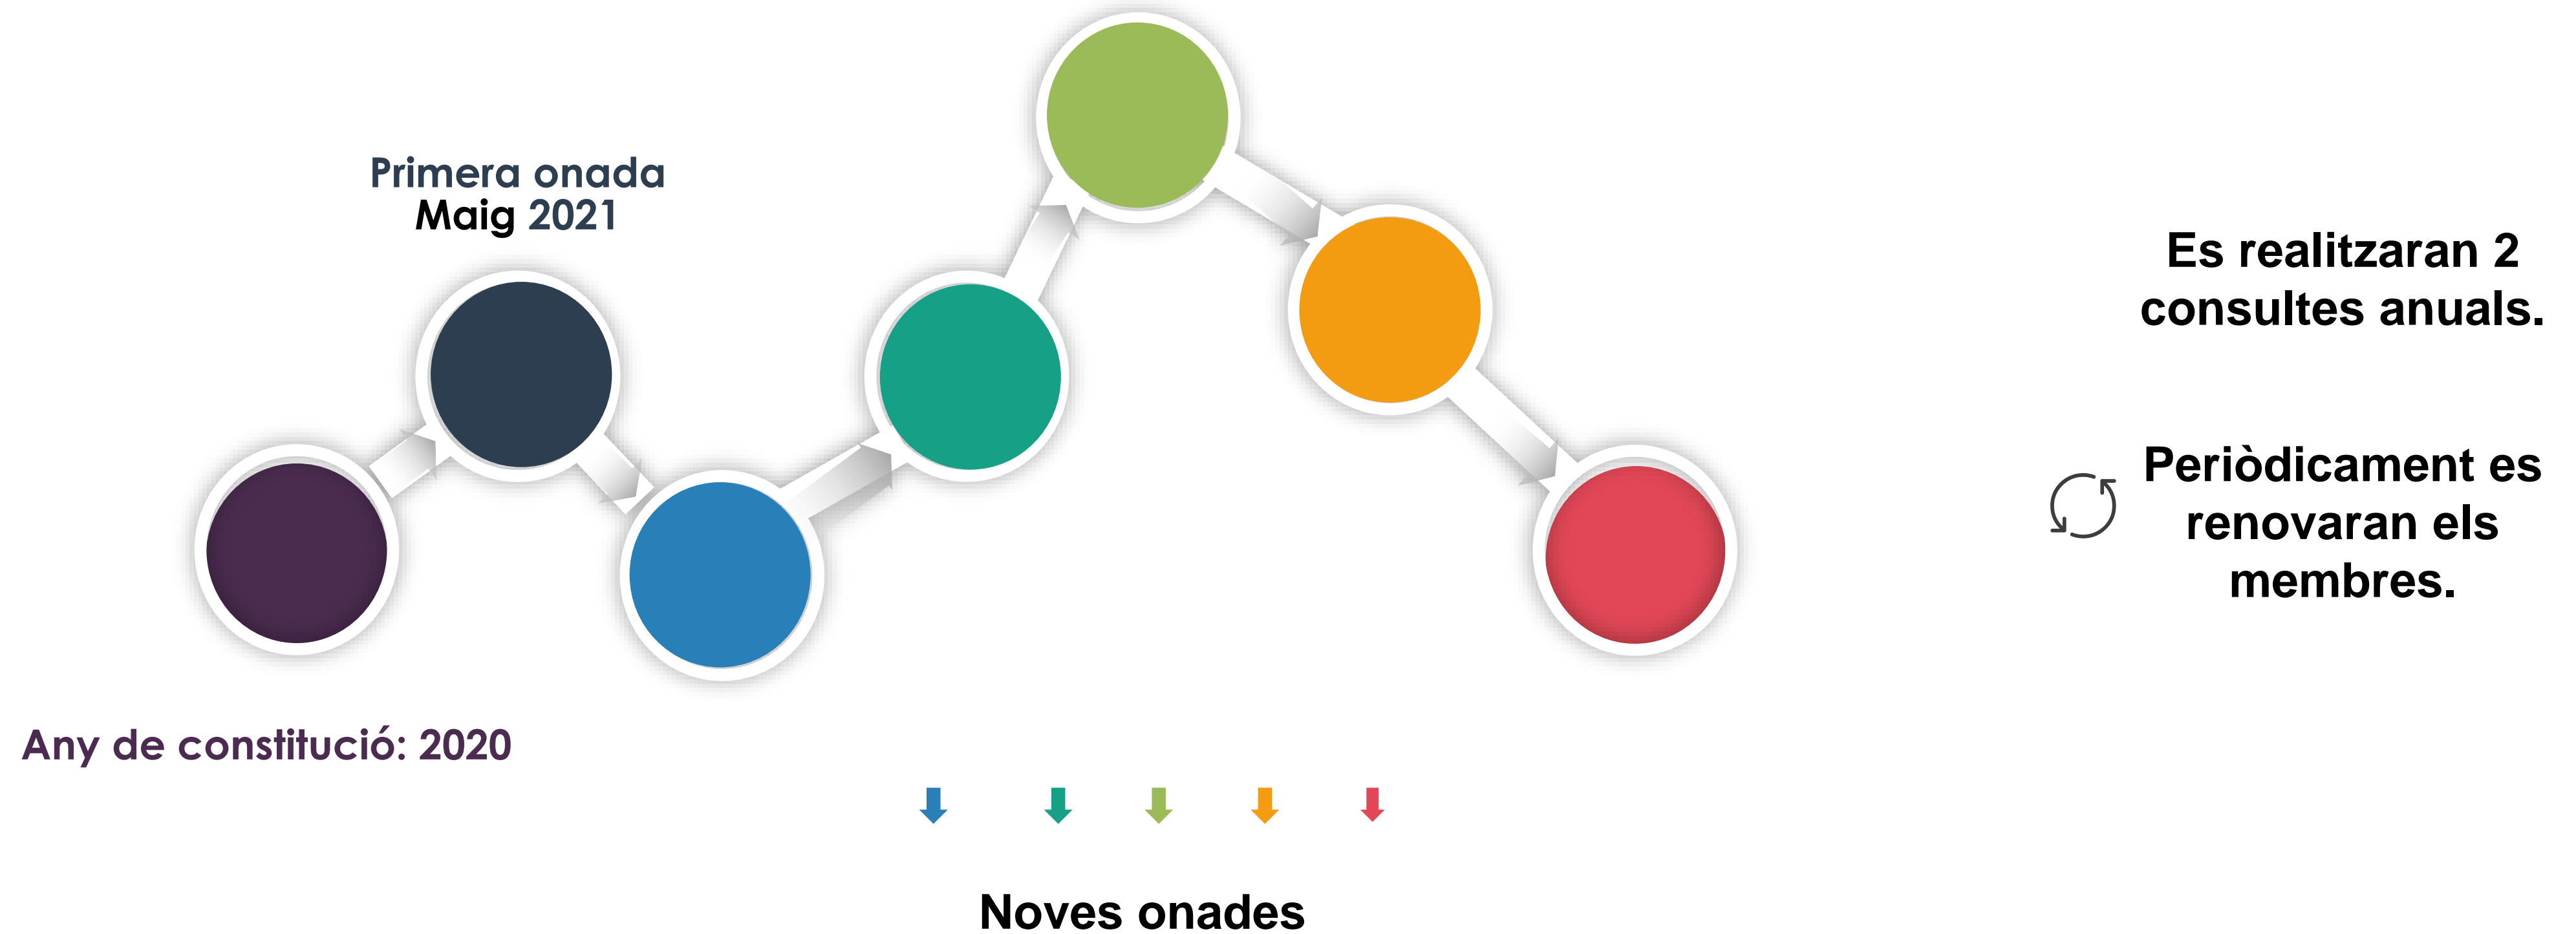 Primera onada
Maig 2021
Es realitzaran 2
consultes anuals.
Periòdicament es
renovaran els
membres.
Any de constitució: 2020
Noves onades